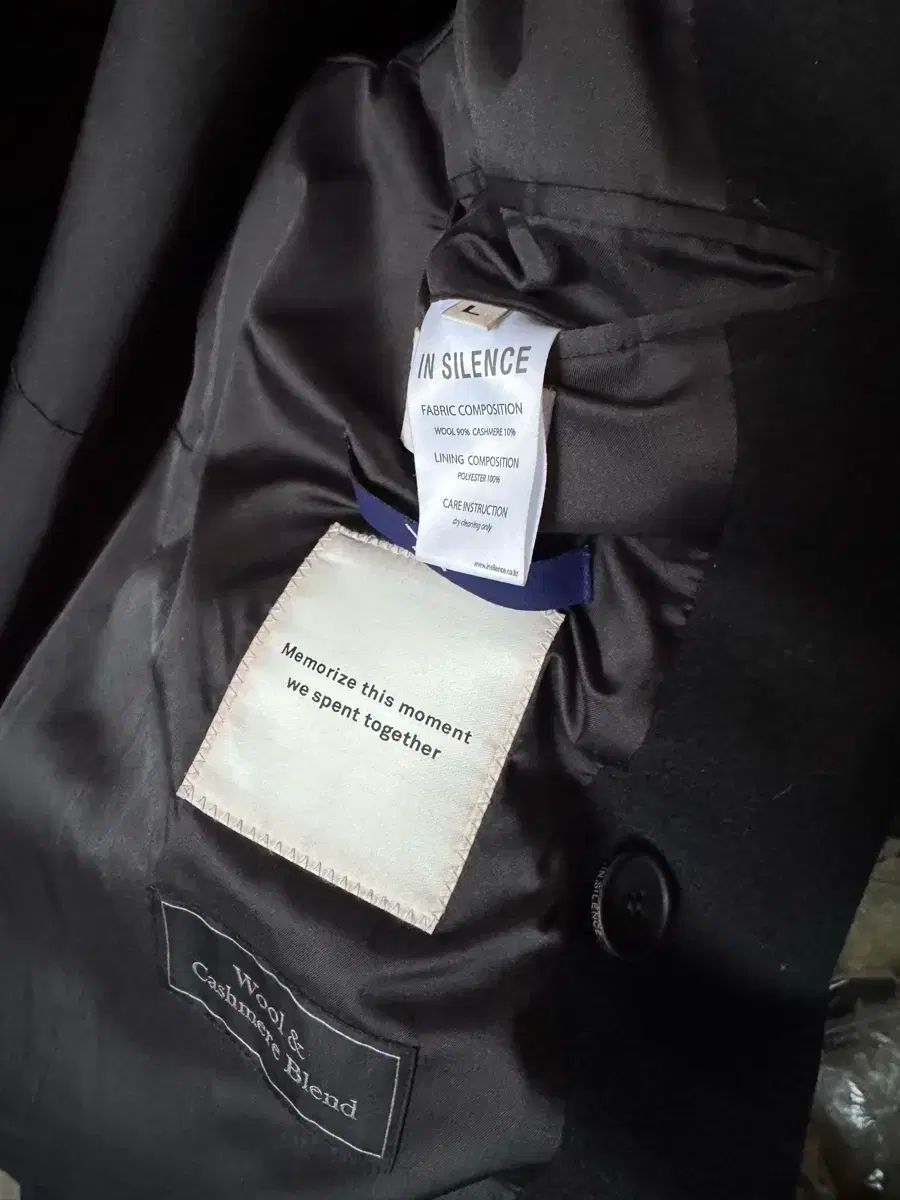 L
IN SILENCE
FABRIC COMPOSITION
WOOL 90% CASHMERE 10%
LINING COMPOSITION
POLYESTER 100%
CARE INSTRUCTION
dry cleaning only
www.insilence.co.kr
Memorize this moment
we spent together
IN SILENCE
Wool &
Cashmere Blend